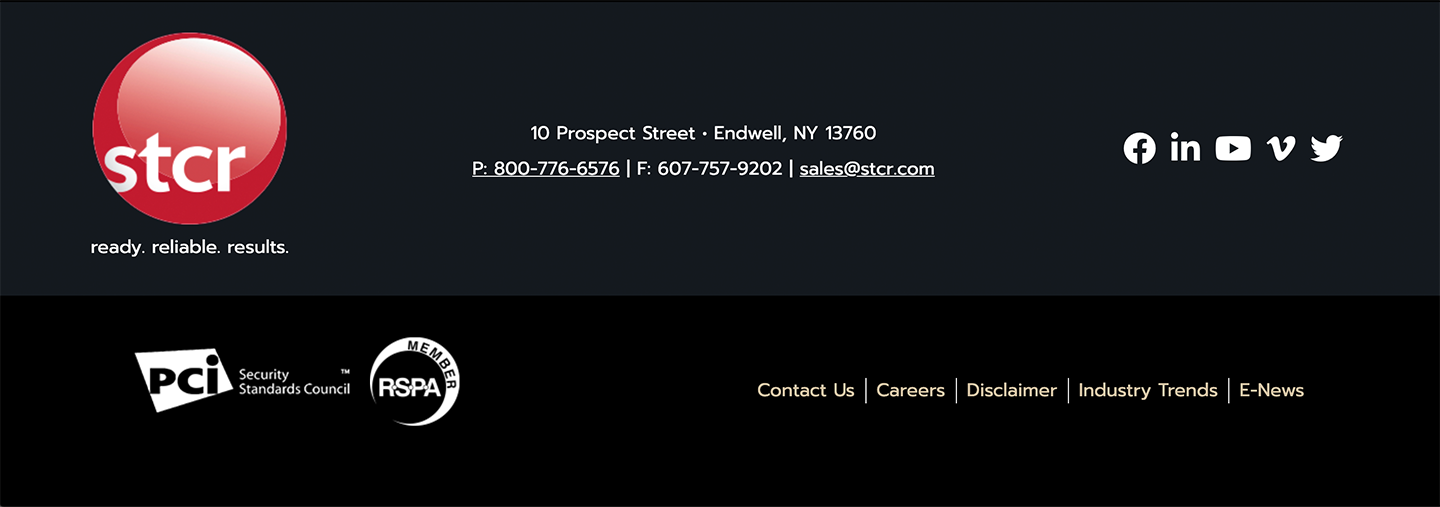 stcr
ready. reliable. results.
10 Prospect Street • Endwell, NY 13760
P: 800-776-6576 | F: 607-757-9202 | sales@stcr.com
PCi Security Standards Council ™
MEMBER
R·S·P·A
Contact Us | Careers | Disclaimer | Industry Trends | E-News